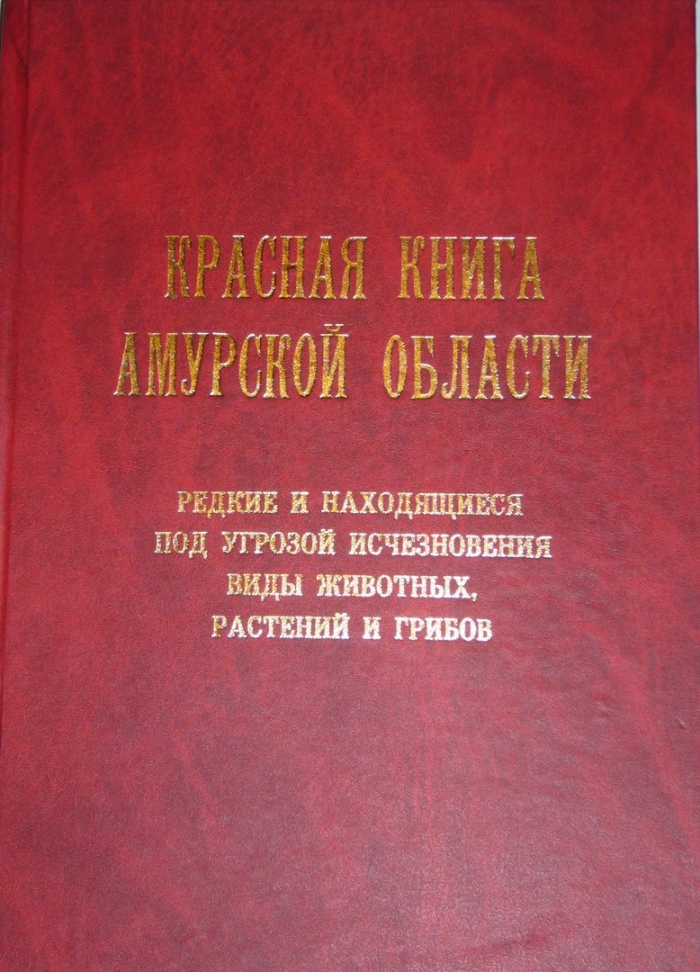 КРАСНАЯ КНИГА
АМУРСКОЙ ОБЛАСТИ
РЕДКИЕ И НАХОДЯЩИЕСЯ
ПОД УГРОЗОЙ ИСЧЕЗНОВЕНИЯ
ВИДЫ ЖИВОТНЫХ,
РАСТЕНИЙ И ГРИБОВ